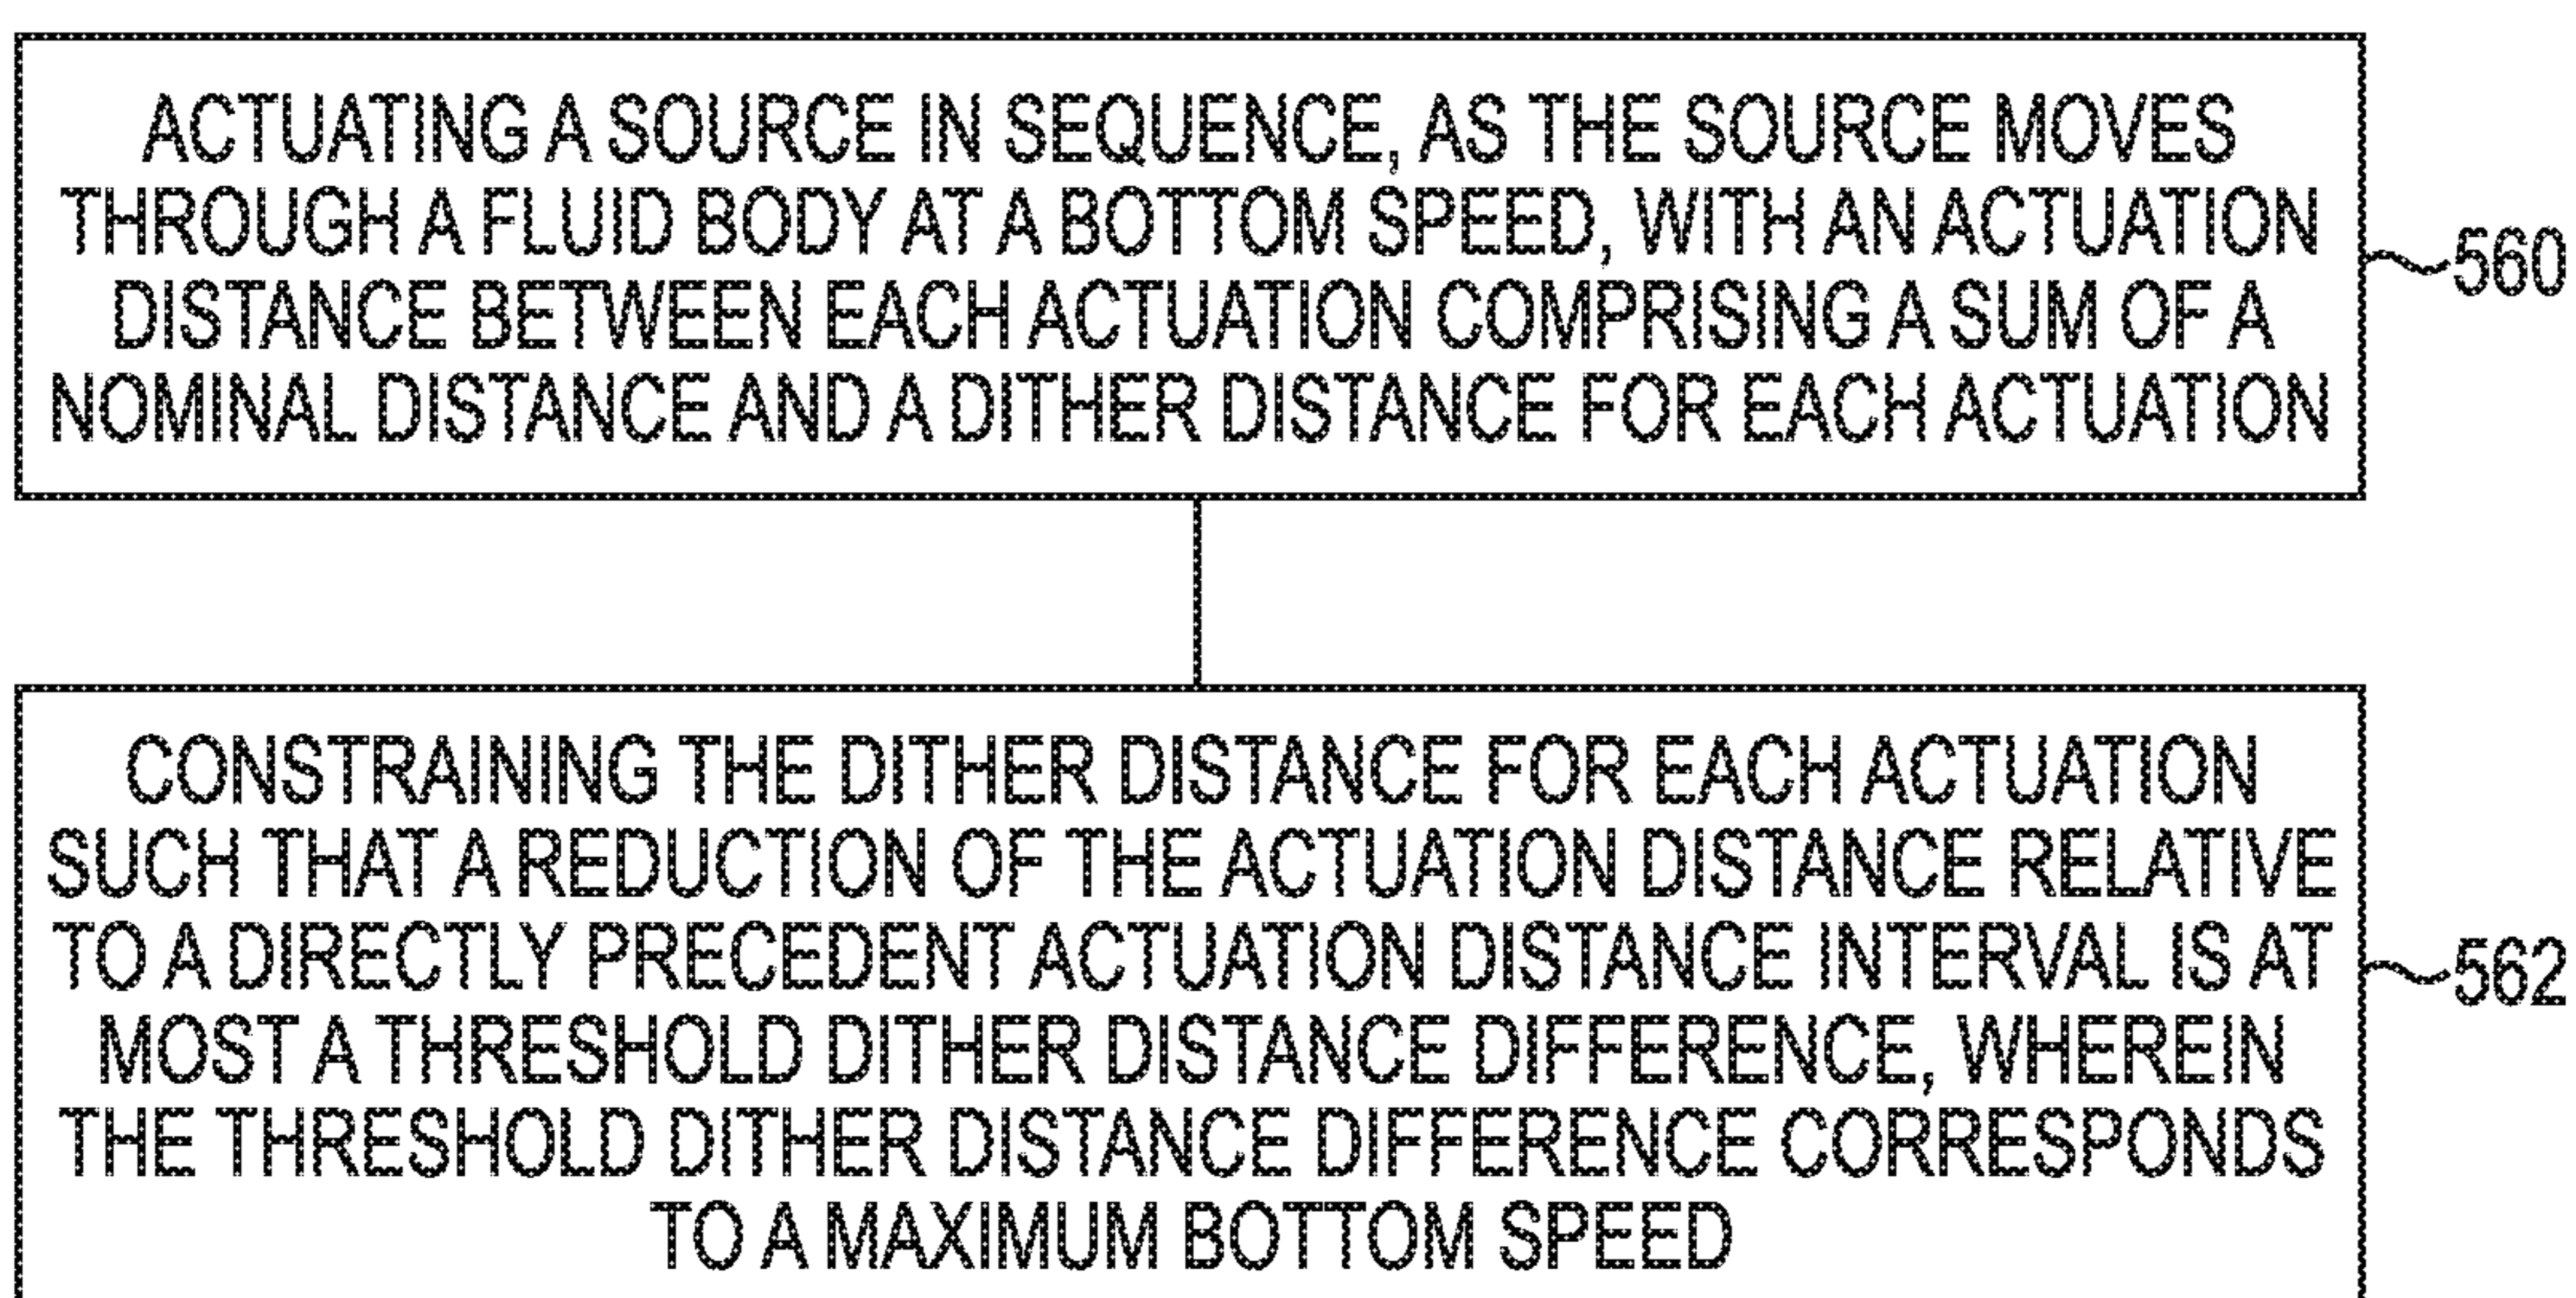 ACTUATING A SOURCE IN SEQUENCE, AS THE SOURCE MOVES
THROUGH A FLUID BODY AT A BOTTOM SPEED, WITH AN ACTUATION
DISTANCE BETWEEN EACH ACTUATION COMPRISING A SUM OF A
NOMINAL DISTANCE AND A DITHER DISTANCE FOR EACH ACTUATION
560
CONSTRAINING THE DITHER DISTANCE FOR EACH ACTUATION
SUCH THAT A REDUCTION OF THE ACTUATION DISTANCE RELATIVE
TO A DIRECTLY PRECEDENT ACTUATION DISTANCE INTERVAL IS AT
MOST A THRESHOLD DITHER DISTANCE DIFFERENCE, WHEREIN
THE THRESHOLD DITHER DISTANCE DIFFERENCE CORRESPONDS
TO A MAXIMUM BOTTOM SPEED
562